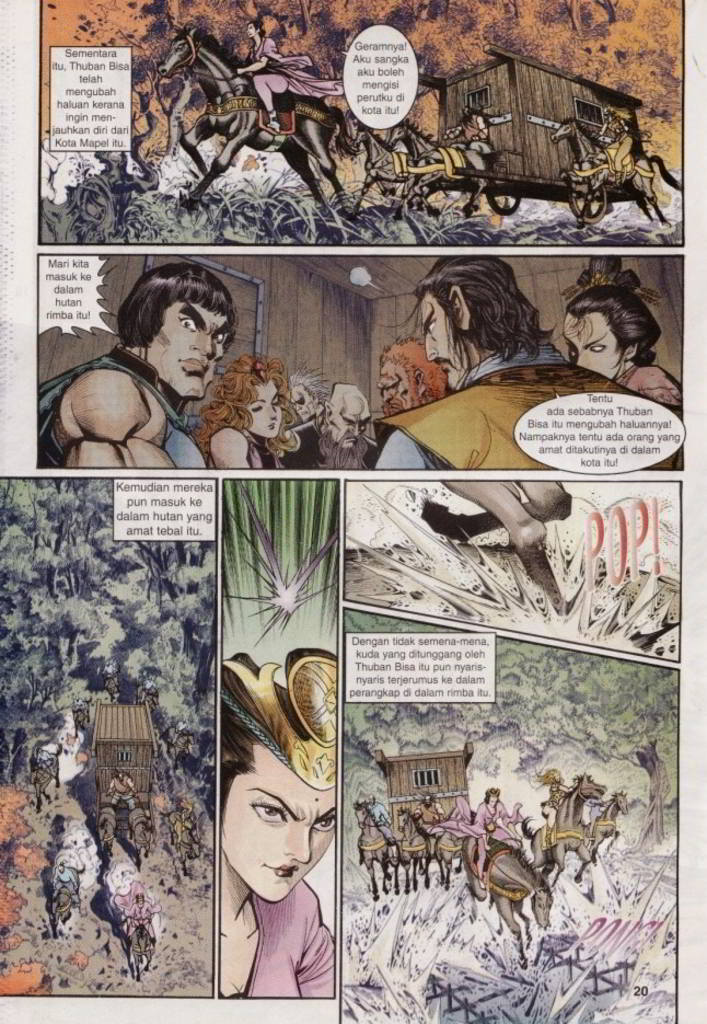 Sementara
itu, Thuban Bisa
telah
mengubah
haluan kerana
ingin men-
jauhkan diri dari
Kota Mapel itu.
Geramnya!
Aku sangka
aku boleh
mengisi
perutku di
kota itu!
Mari kita
masuk ke
dalam
hutan
rimba itu!
Tentu
ada sebabnya Thuban
Bisa itu mengubah haluannya!
Nampaknya tentu ada orang yang
amat ditakutinya di dalam
kota itu!
Kemudian mereka
pun masuk ke
dalam hutan yang
amat tebal itu.
POP!
Dengan tidak semena-mena,
kuda yang ditunggang oleh
Thuban Bisa itu pun nyaris-
nyaris terjerumus ke dalam
perangkap di dalam rimba itu.
20